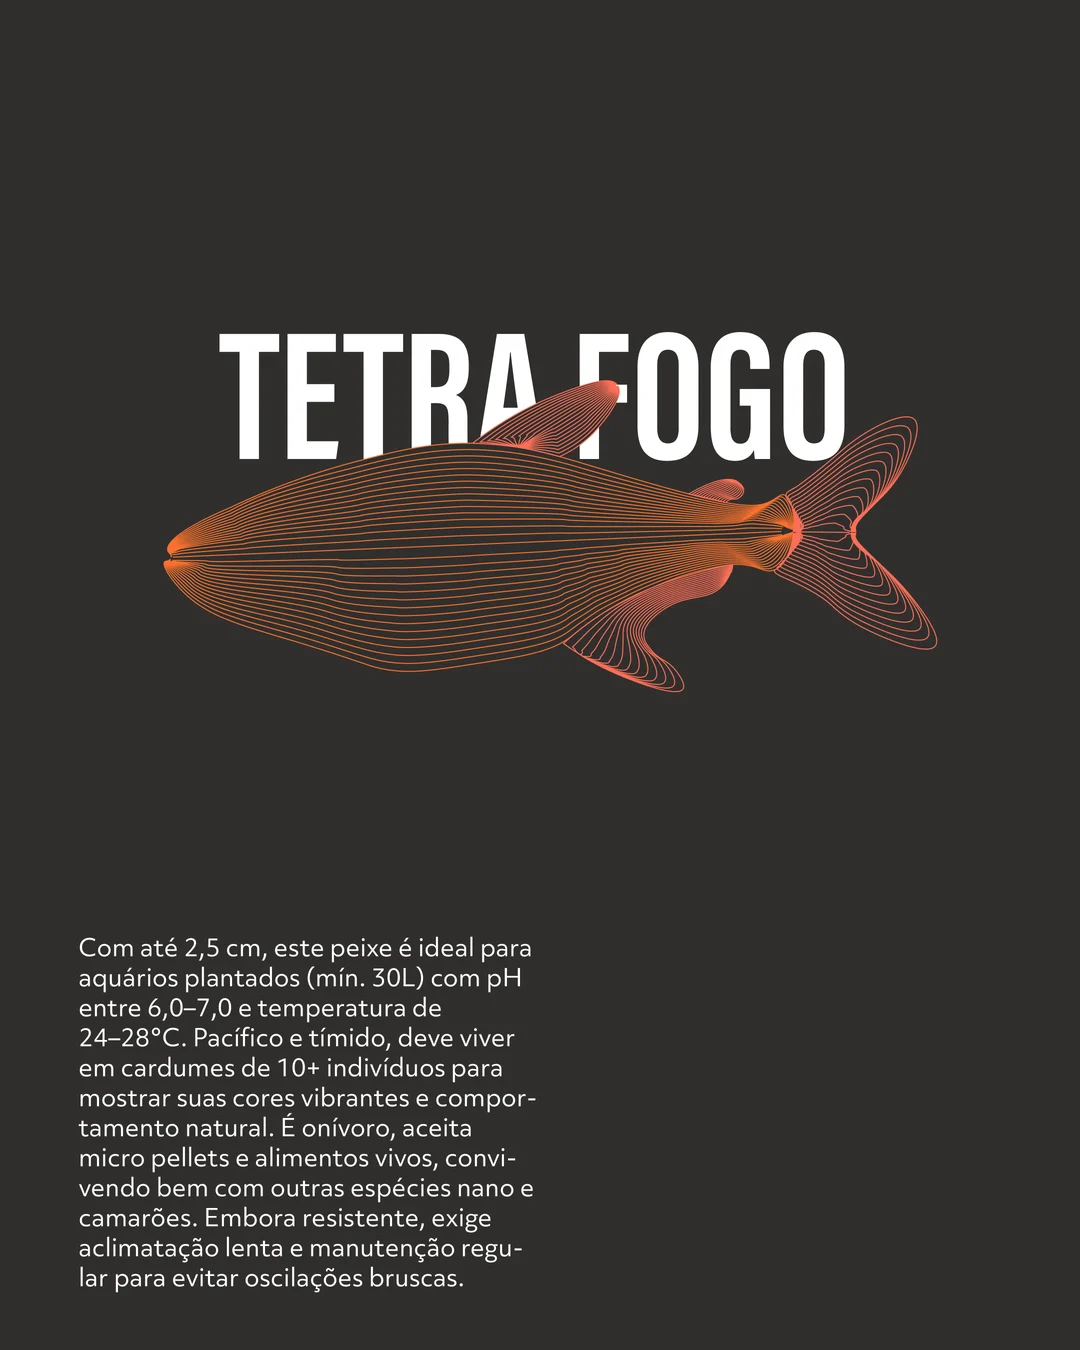 TETRA FOGO
Com até 2,5 cm, este peixe é ideal para
aquários plantados (mín. 30L) com pH
entre 6,0–7,0 e temperatura de
24–28°C. Pacífico e tímido, deve viver
em cardumes de 10+ indivíduos para
mostrar suas cores vibrantes e compor-
tamento natural. É onívoro, aceita
micro pellets e alimentos vivos, convi-
vendo bem com outras espécies nano e
camarões. Embora resistente, exige
aclimatação lenta e manutenção regu-
lar para evitar oscilações bruscas.